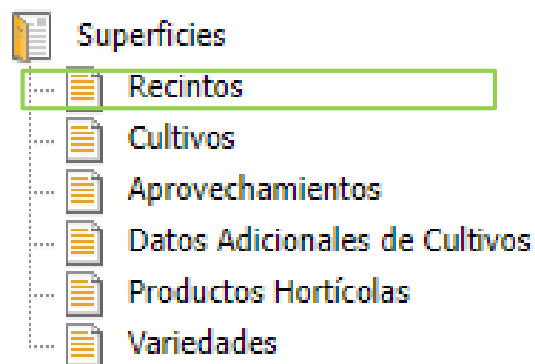 Superficies
Recintos
Cultivos
Aprovechamientos
Datos Adicionales de Cultivos
Productos Hortícolas
Variedades